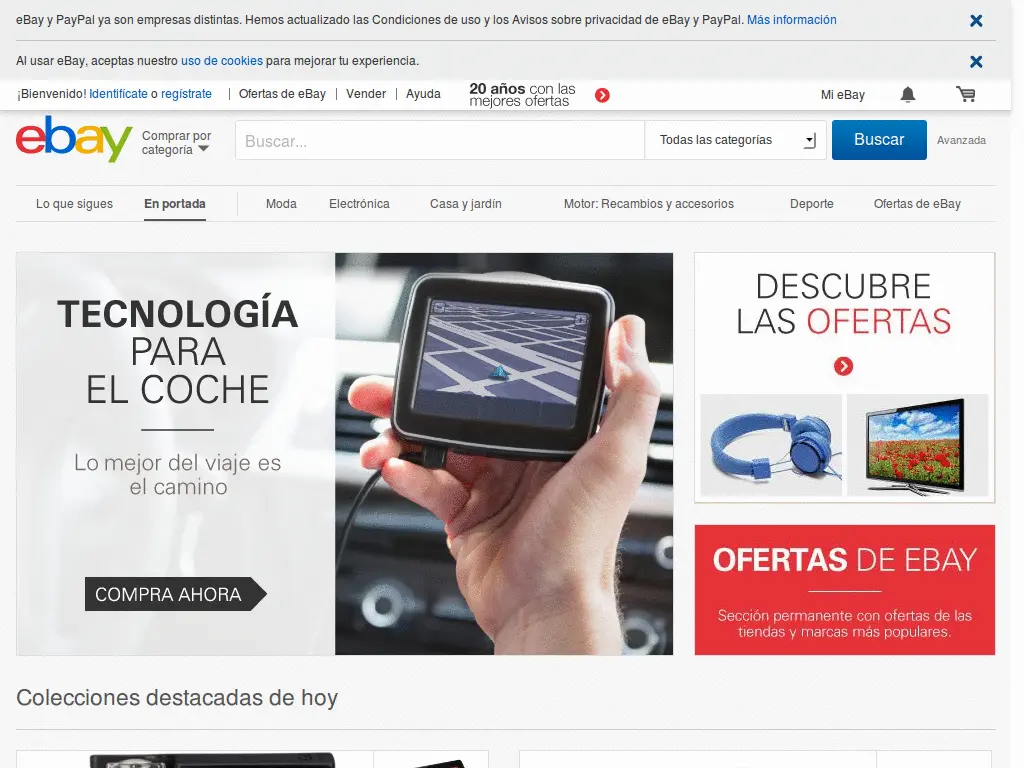 eBay y PayPal ya son empresas distintas. Hemos actualizado las Condiciones de uso y los Avisos sobre privacidad de eBay y PayPal. Más información
Al usar eBay, aceptas nuestro uso de cookies para mejorar tu experiencia.
¡Bienvenido! Identifícate o regístrate | Ofertas de eBay | Vender | Ayuda
20 años con las
mejores ofertas
Mi eBay
ebay
Comprar por
categoría
Buscar...
Todas las categorías
Buscar
Avanzada
Lo que sigues
En portada
Moda
Electrónica
Casa y jardín
Motor: Recambios y accesorios
Deporte
Ofertas de eBay
TECNOLOGÍA
PARA
EL COCHE
Lo mejor del viaje es
el camino
COMPRA AHORA
DESCUBRE
LAS OFERTAS
OFERTAS DE EBAY
Sección permanente con ofertas de las
tiendas y marcas más populares.
Colecciones destacadas de hoy